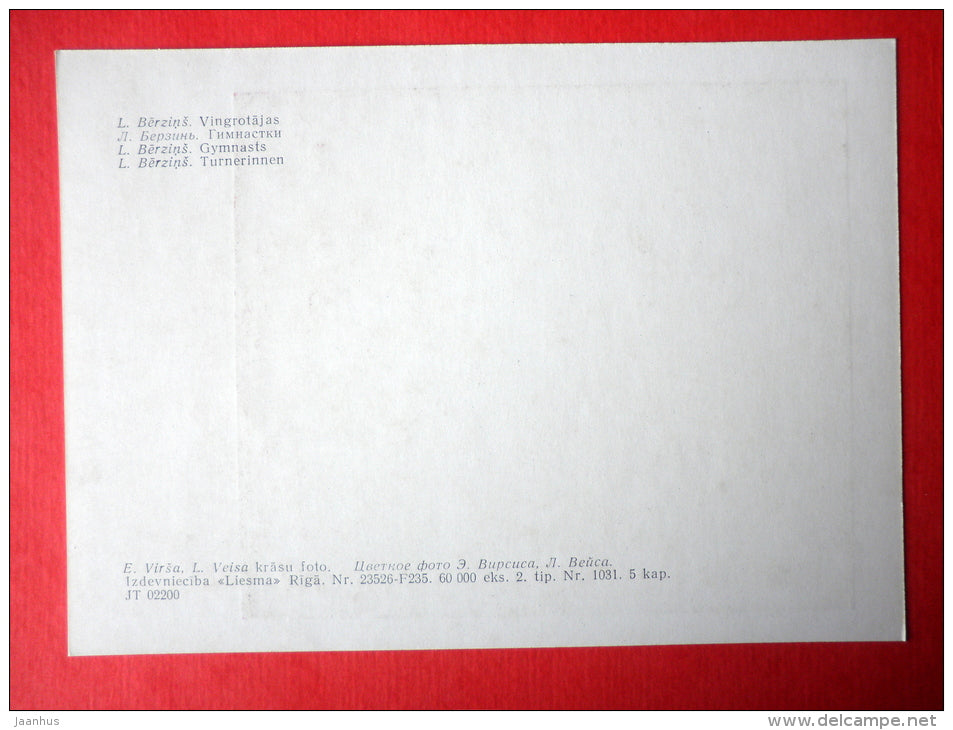 L. Bērziņš. Vingrotājas
Л. Берзинь. Гимнастки
L. Bērziņš. Gymnasts
L. Bērziņš. Turnerinnen
E. Virša, L. Veisa krāsu foto. Цветное фото Э. Вирсиса, Л. Вейса.
Izdevniecība «Liesma» Rīgā. Nr. 23526-F235. 60 000 eks. 2. tip. Nr. 1031. 5 kap.
JT 02200
jaanhus
www.delcampe.net